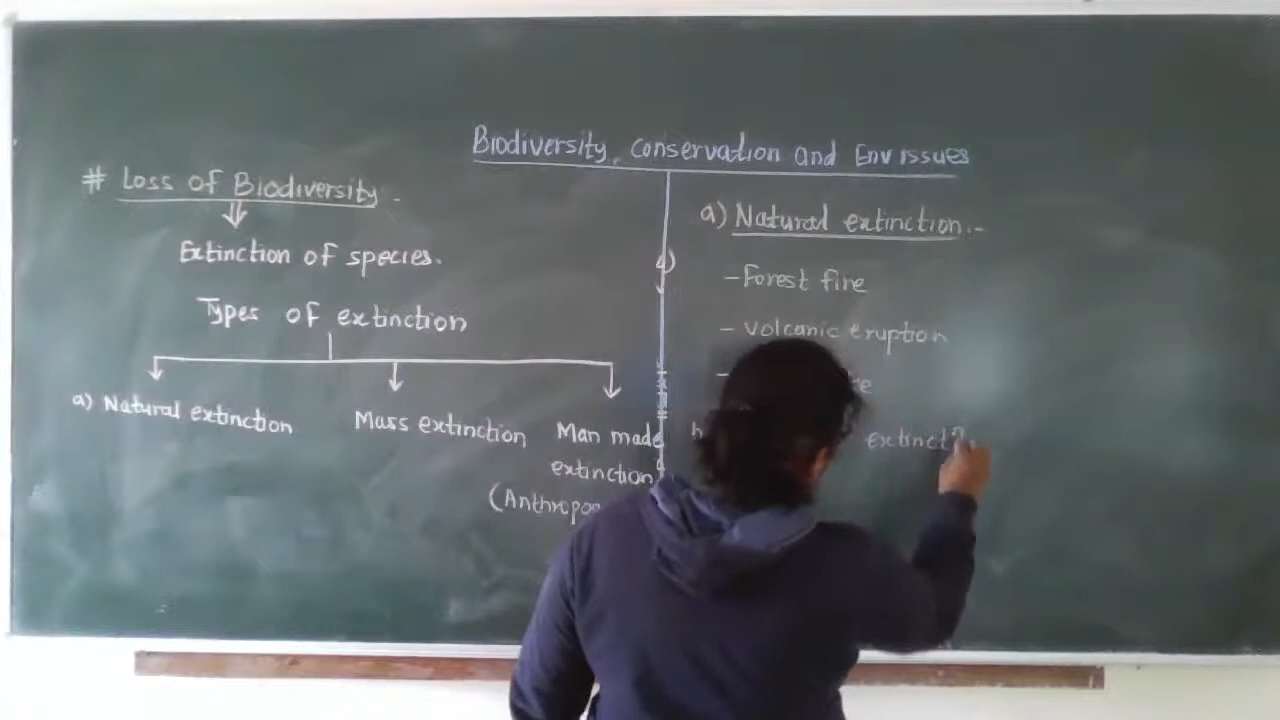 Biodiversity, Conservation and Env issues
# Loss of Biodiversity.
Extinction of species.
Types of extinction
a) Natural extinction
Mass extinction
Man made
extinction
a) Natural extinction.-
- Forest fire
- volcanic eruption
extinctn